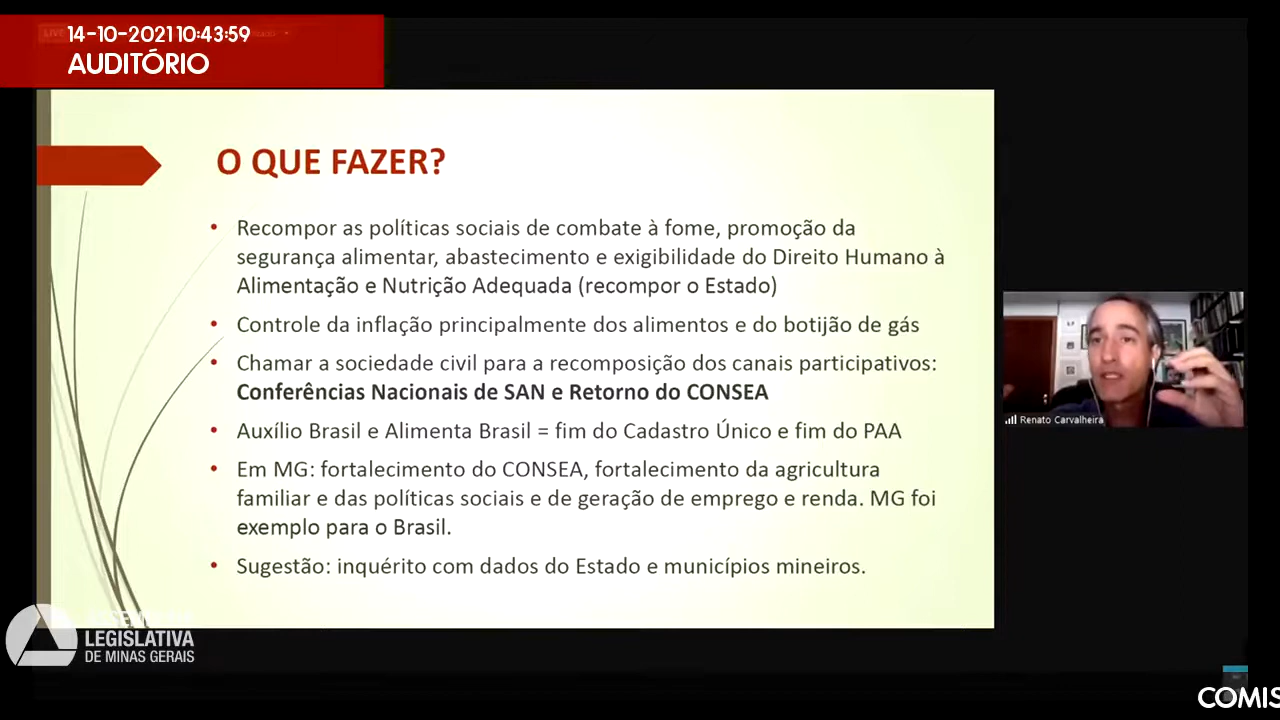 LIVE
14-10-2021 10:43:59
AUDITÓRIO
O QUE FAZER?
• Recompor as políticas sociais de combate à fome, promoção da
segurança alimentar, abastecimento e exigibilidade do Direito Humano à
Alimentação e Nutrição Adequada (recompor o Estado)
• Controle da inflação principalmente dos alimentos e do botijão de gás
• Chamar a sociedade civil para a recomposição dos canais participativos:
Conferências Nacionais de SAN e Retorno do CONSEA
• Auxílio Brasil e Alimenta Brasil = fim do Cadastro Único e fim do PAA
• Em MG: fortalecimento do CONSEA, fortalecimento da agricultura
familiar e das políticas sociais e de geração de emprego e renda. MG foi
exemplo para o Brasil.
• Sugestão: inquérito com dados do Estado e municípios mineiros.
Renato Carvalheira
ASSEMBLEIA
LEGISLATIVA
DE MINAS GERAIS
COMIS